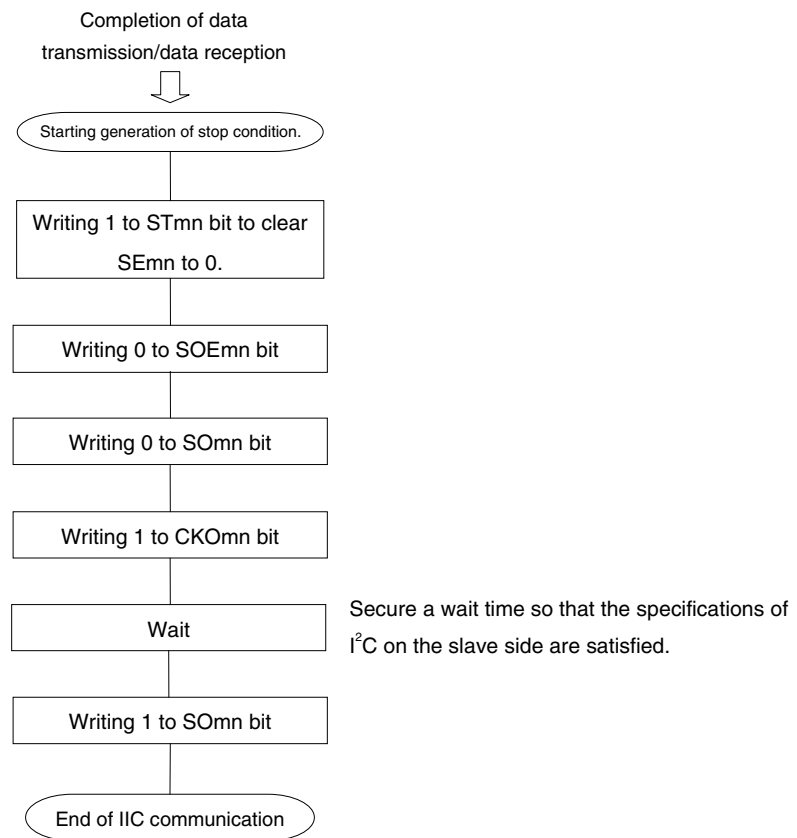 Completion of data
transmission/data reception
Starting generation of stop condition.
Writing 1 to STmn bit to clear
SEmn to 0.
Writing 0 to SOEmn bit
Writing 0 to SOmn bit
Writing 1 to CKOmn bit
Wait
Secure a wait time so that the specifications of
I²C on the slave side are satisfied.
Writing 1 to SOmn bit
End of IIC communication